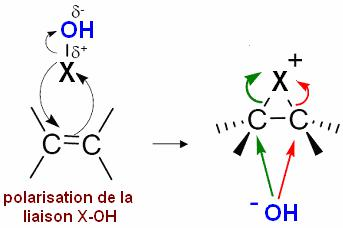 δ-
OH
δ+
X
C=C
polarisation de la
liaison X-OH
+
X
C C
- OH